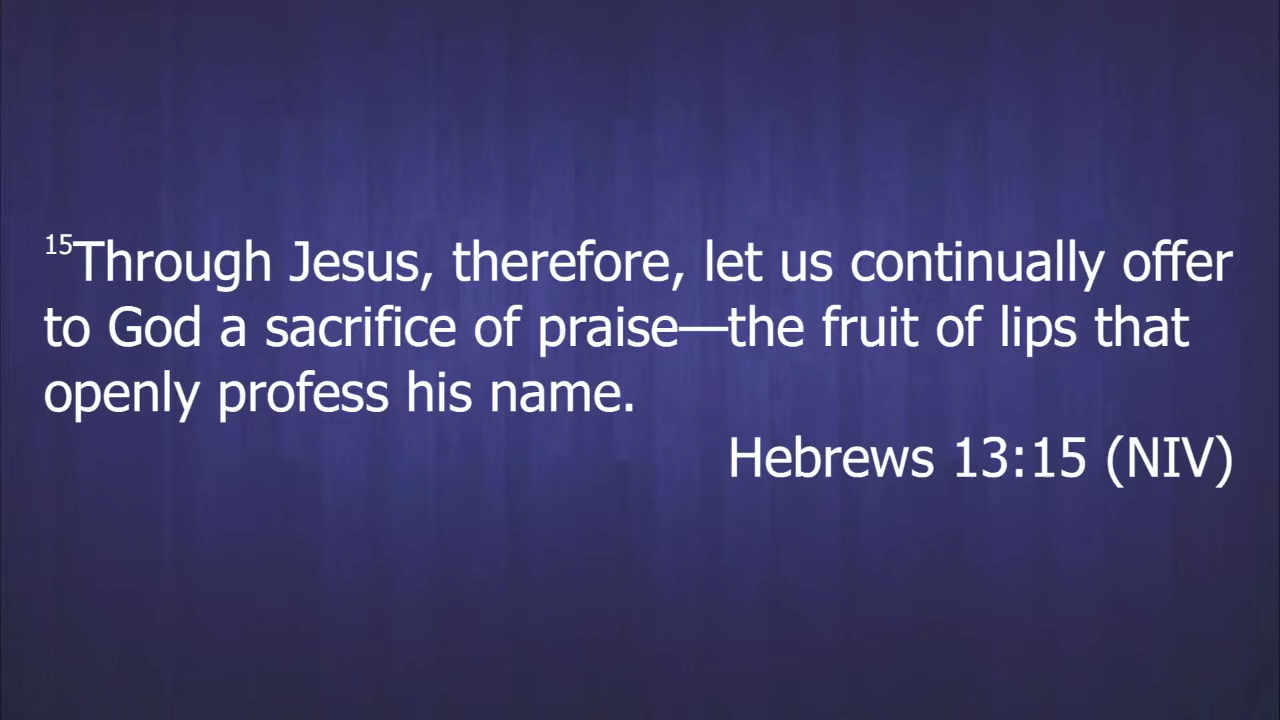 15Through Jesus, therefore, let us continually offer
to God a sacrifice of praise—the fruit of lips that
openly profess his name.
Hebrews 13:15 (NIV)